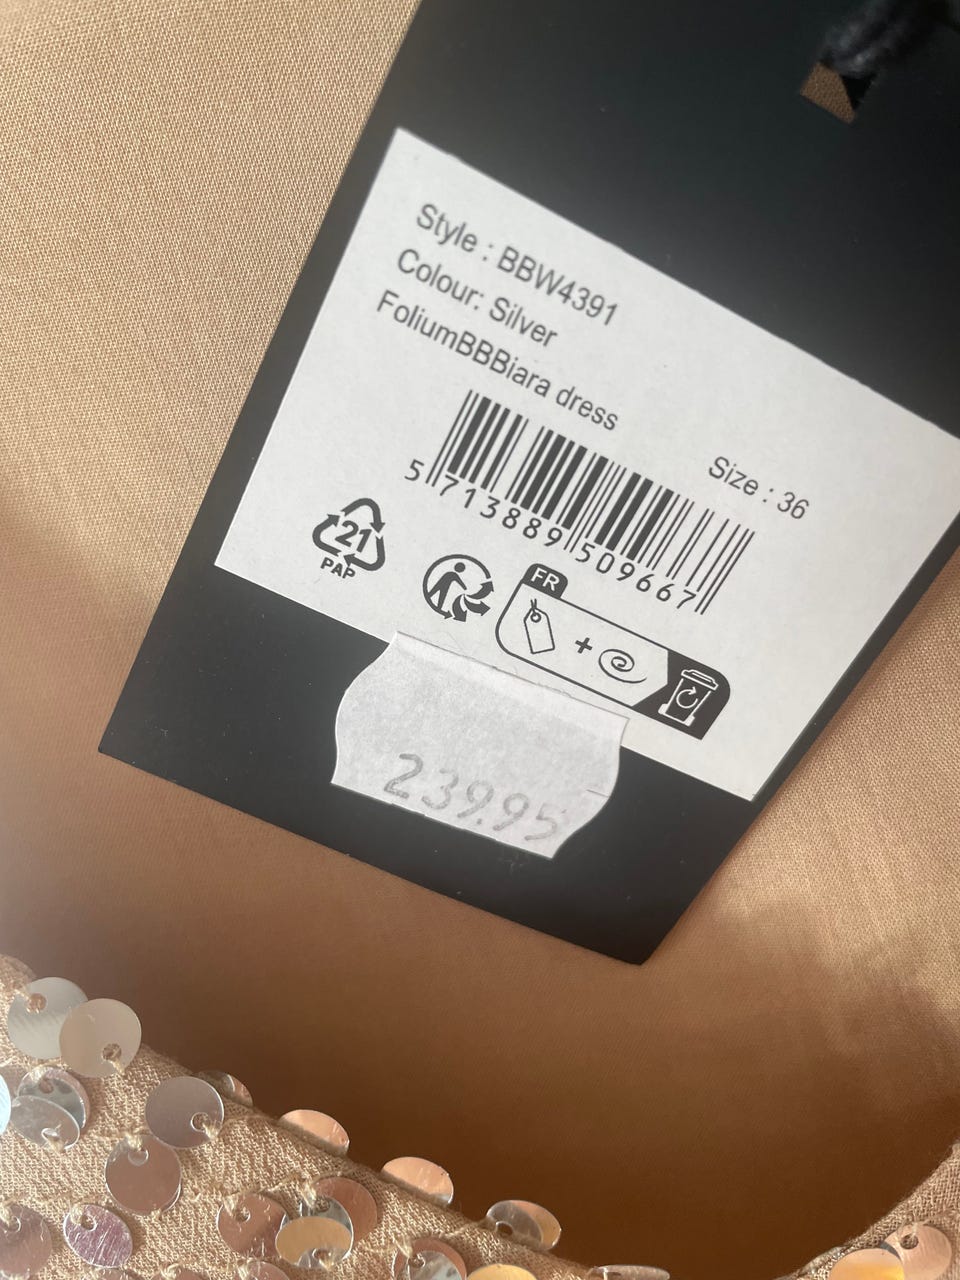 Style : BBW4391
Colour: Silver
FoliumBBBiara dress
Size : 36
5 713889 509667
21
PAP
FR
+
239.95